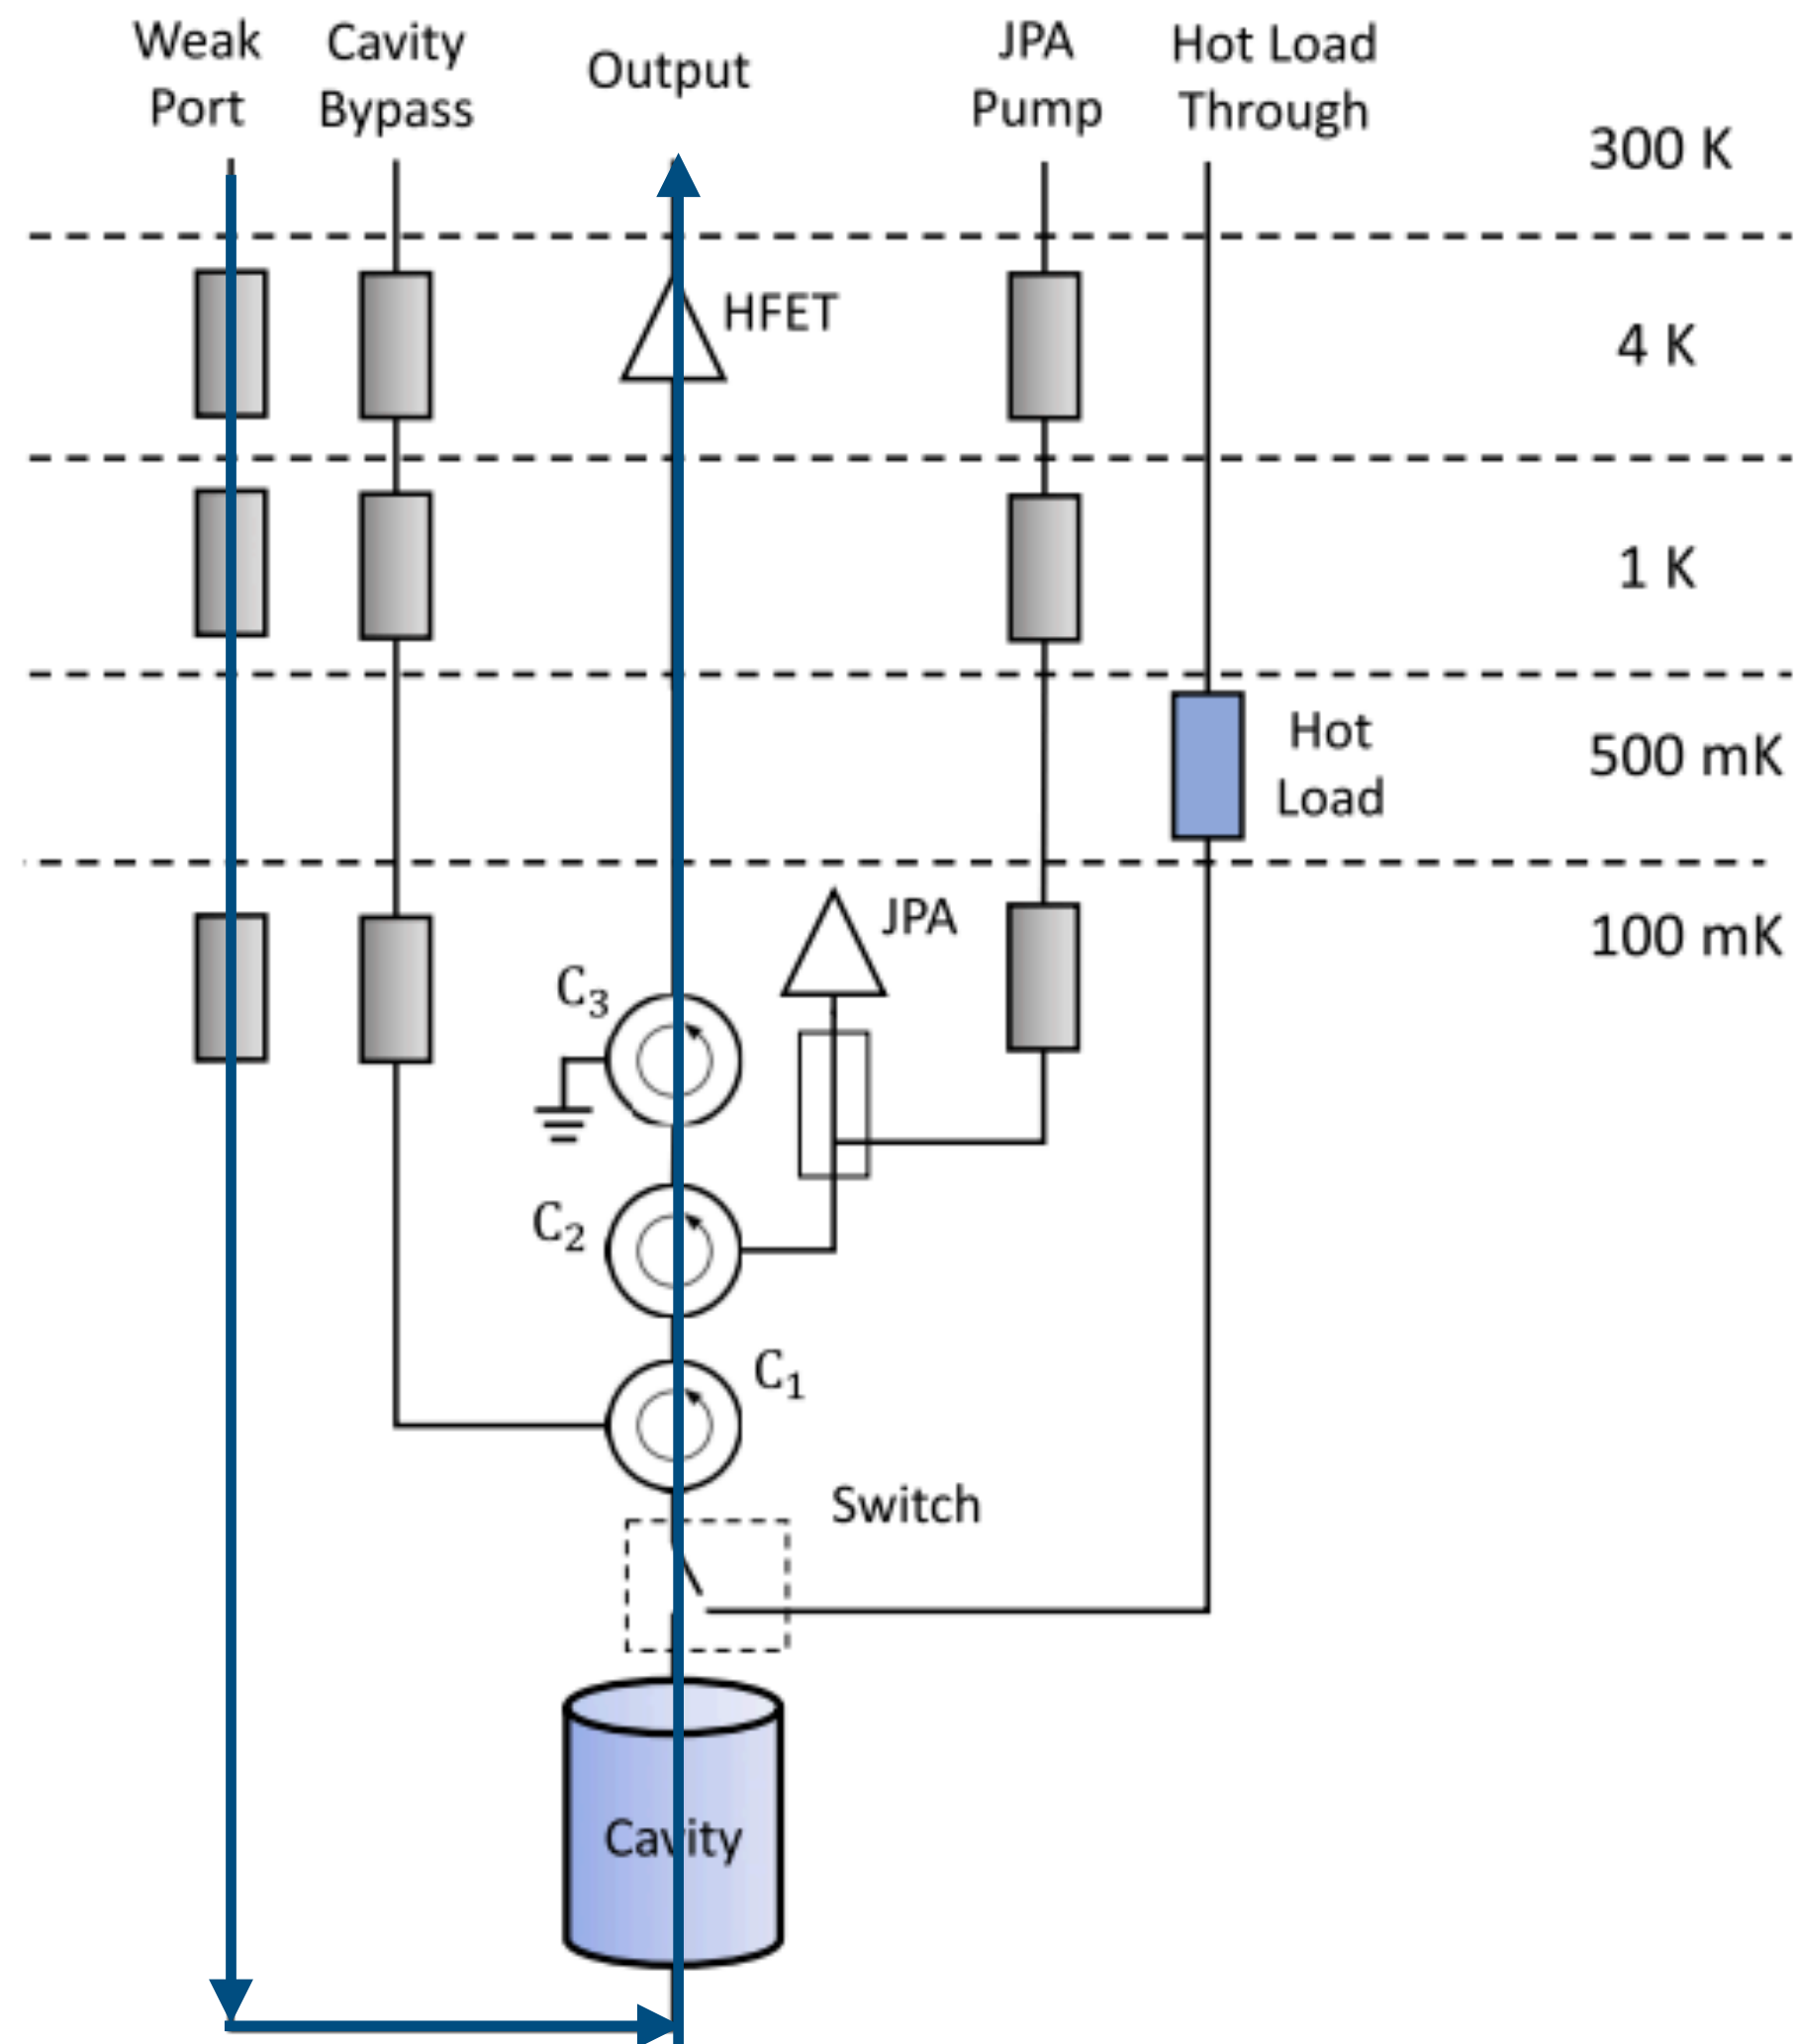 Weak
Port
Cavity
Bypass
Output
JPA
Pump
Hot Load
Through
300 K
HFET
4 K
1 K
Hot
Load
500 mK
JPA
100 mK
C₃
C₂
C₁
Switch
Cavity